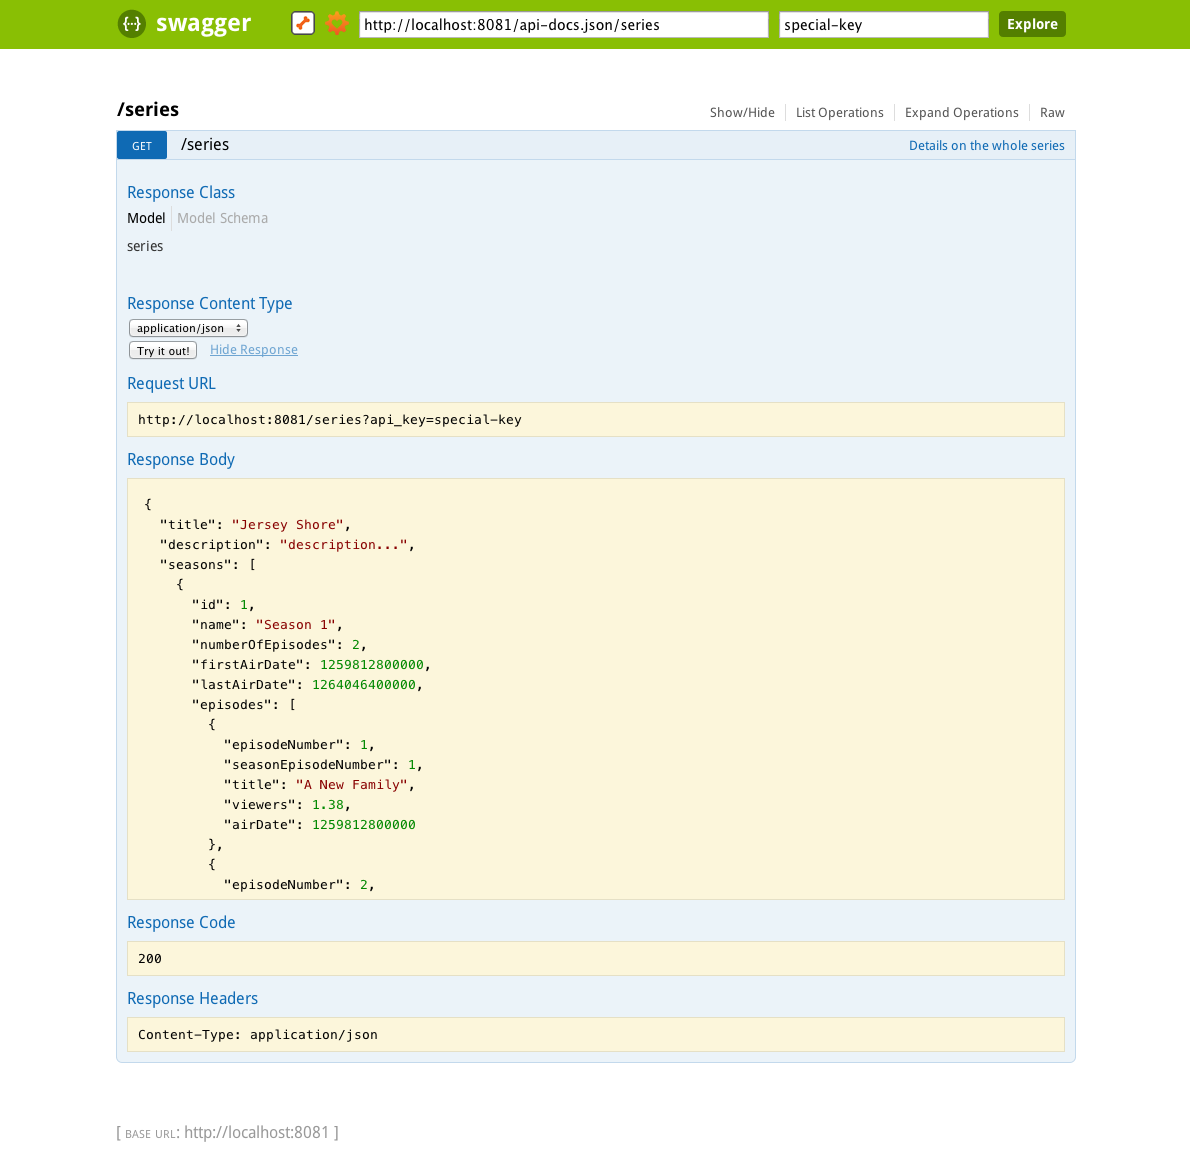 {···} swagger http://localhost:8081/api-docs.json/series special-key Explore
/series Show/Hide List Operations Expand Operations Raw
GET /series Details on the whole series
Response Class
Model Model Schema
series
Response Content Type
application/json
Try it out! Hide Response
Request URL
http://localhost:8081/series?api_key=special-key
Response Body
{
  "title": "Jersey Shore",
  "description": "description...",
  "seasons": [
    {
      "id": 1,
      "name": "Season 1",
      "numberOfEpisodes": 2,
      "firstAirDate": 1259812800000,
      "lastAirDate": 1264046400000,
      "episodes": [
        {
          "episodeNumber": 1,
          "seasonEpisodeNumber": 1,
          "title": "A New Family",
          "viewers": 1.38,
          "airDate": 1259812800000
        },
        {
          "episodeNumber": 2,
Response Code
200
Response Headers
Content-Type: application/json
[ BASE URL: http://localhost:8081 ]